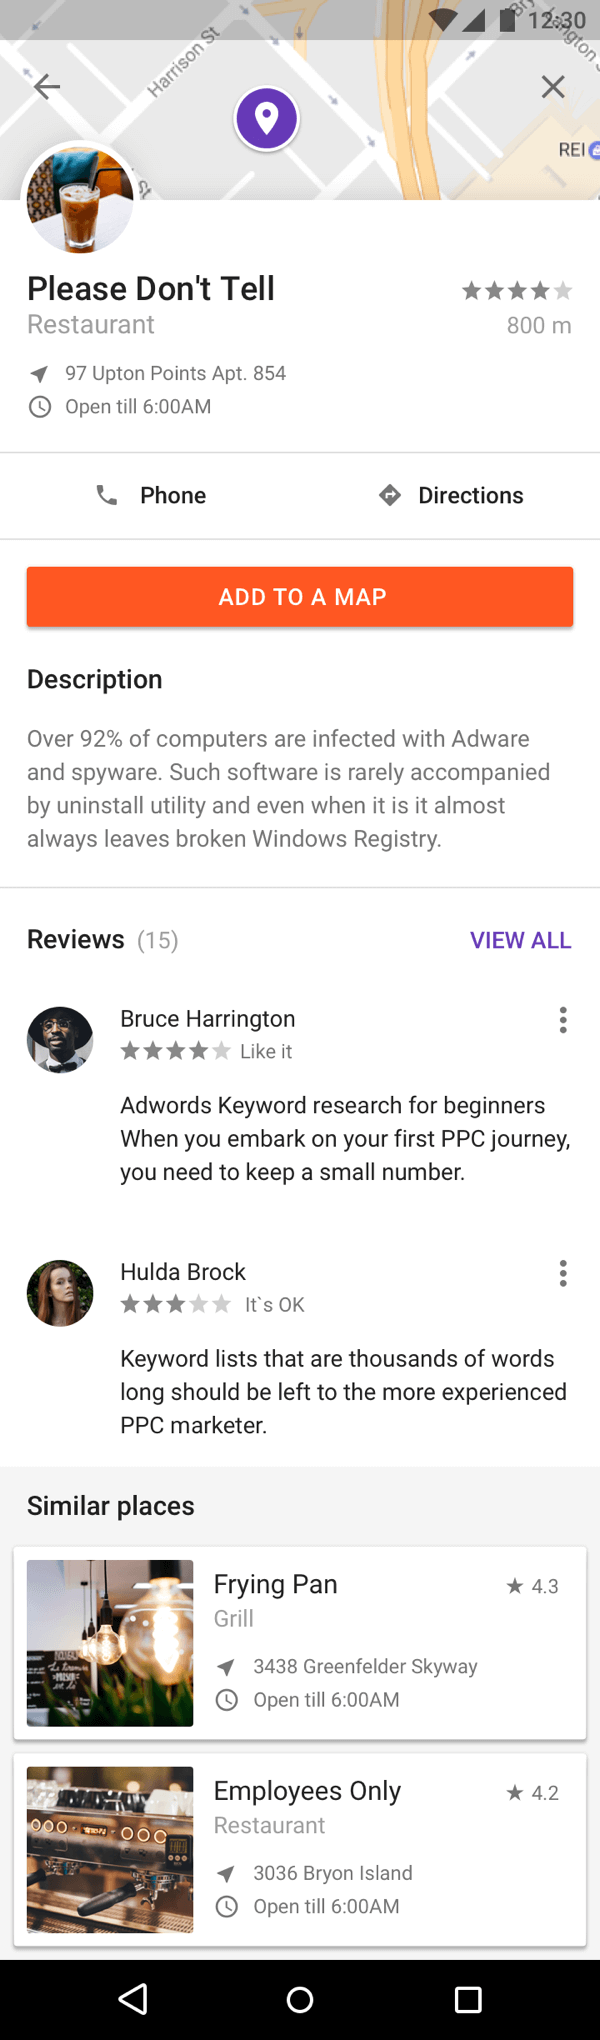 12:30
Harrison St
St
REI
Please Don't Tell
Restaurant
800 m
97 Upton Points Apt. 854
Open till 6:00AM
Phone
Directions
ADD TO A MAP
Description
Over 92% of computers are infected with Adware
and spyware. Such software is rarely accompanied
by uninstall utility and even when it is it almost
always leaves broken Windows Registry.
Reviews (15)
VIEW ALL
Bruce Harrington
Like it
Adwords Keyword research for beginners
When you embark on your first PPC journey,
you need to keep a small number.
Hulda Brock
It`s OK
Keyword lists that are thousands of words
long should be left to the more experienced
PPC marketer.
Similar places
Frying Pan
4.3
Grill
3438 Greenfelder Skyway
Open till 6:00AM
Employees Only
4.2
Restaurant
3036 Bryon Island
Open till 6:00AM